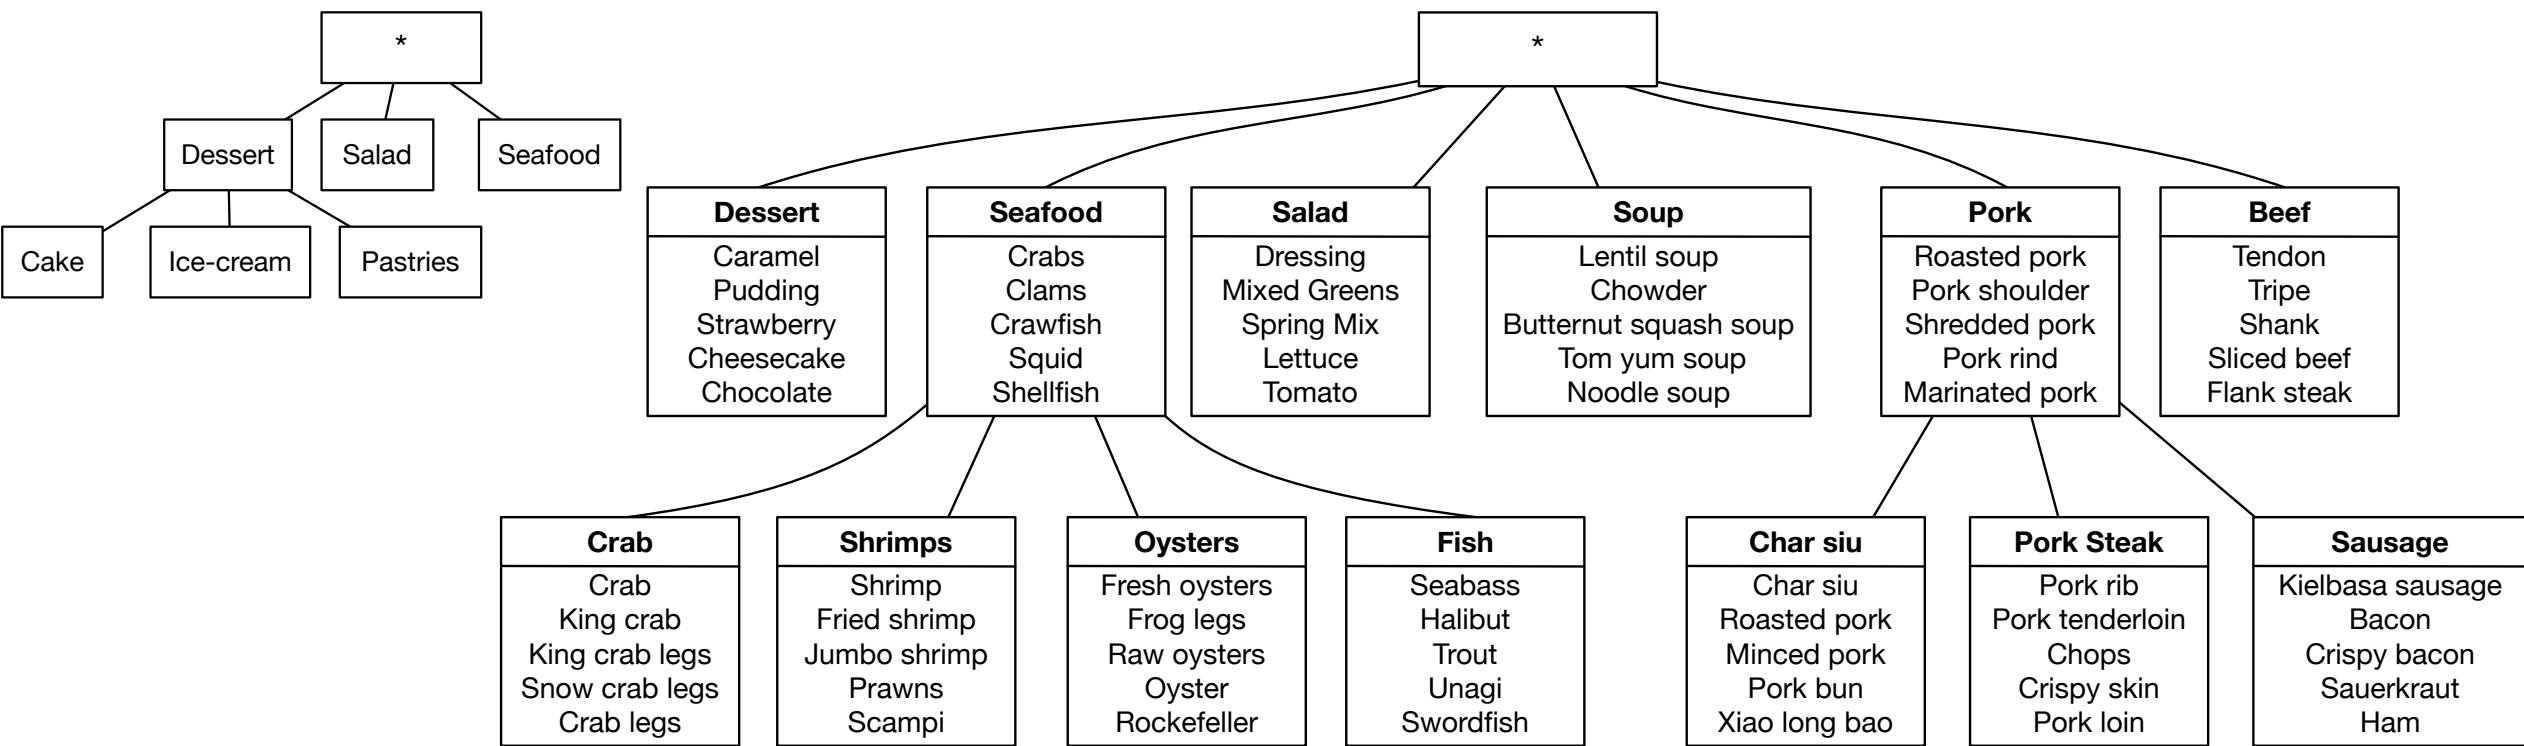 *
Dessert
Salad
Seafood
Cake
Ice-cream
Pastries
*
Dessert
Caramel
Pudding
Strawberry
Cheesecake
Chocolate
Seafood
Crabs
Clams
Crawfish
Squid
Shellfish
Salad
Dressing
Mixed Greens
Spring Mix
Lettuce
Tomato
Soup
Lentil soup
Chowder
Butternut squash soup
Tom yum soup
Noodle soup
Pork
Roasted pork
Pork shoulder
Shredded pork
Pork rind
Marinated pork
Beef
Tendon
Tripe
Shank
Sliced beef
Flank steak
Crab
Crab
King crab
King crab legs
Snow crab legs
Crab legs
Shrimps
Shrimp
Fried shrimp
Jumbo shrimp
Prawns
Scampi
Oysters
Fresh oysters
Frog legs
Raw oysters
Oyster
Rockefeller
Fish
Seabass
Halibut
Trout
Unagi
Swordfish
Char siu
Char siu
Roasted pork
Minced pork
Pork bun
Xiao long bao
Pork Steak
Pork rib
Pork tenderloin
Chops
Crispy skin
Pork loin
Sausage
Kielbasa sausage
Bacon
Crispy bacon
Sauerkraut
Ham